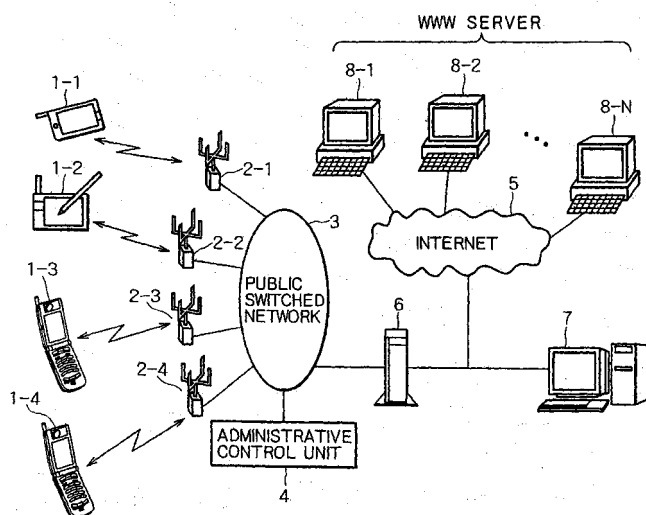 WWW SERVER
8-1
8-2
8-N
1-1
1-2
1-3
1-4
2-1
2-2
2-3
2-4
3
PUBLIC
SWITCHED
NETWORK
5
INTERNET
6
7
ADMINISTRATIVE
CONTROL UNIT
4